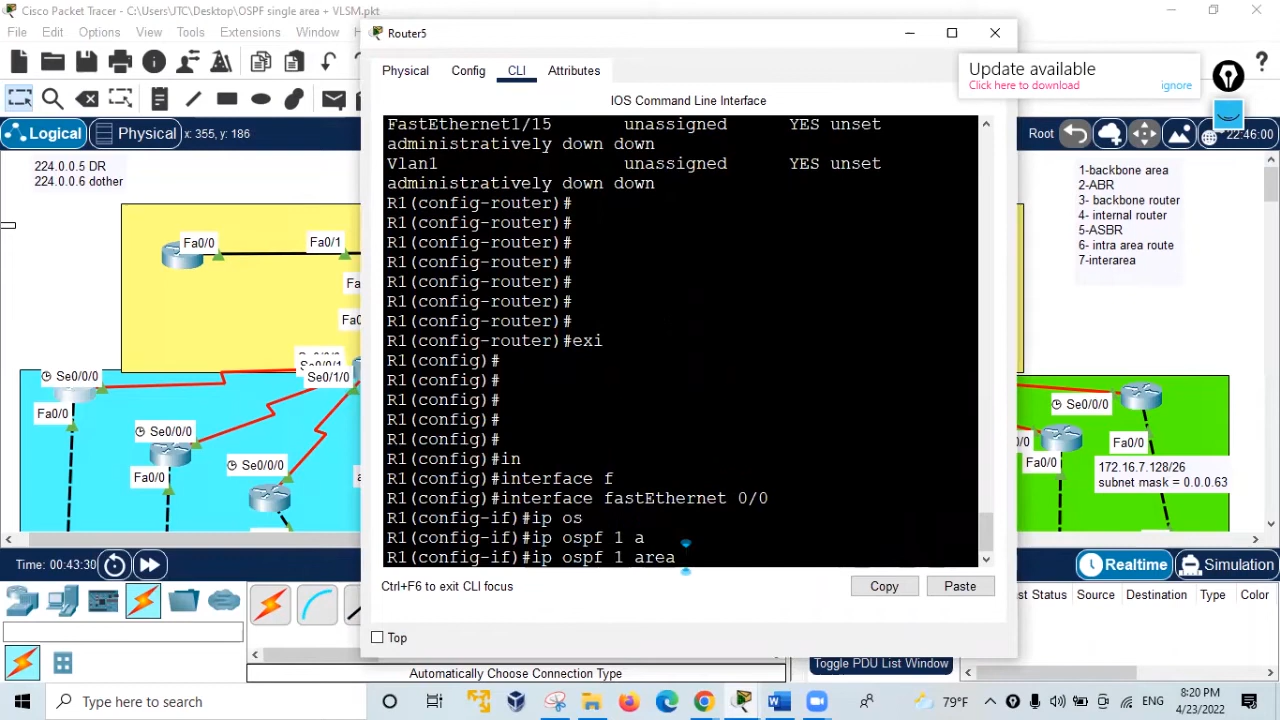 Cisco Packet Tracer - C:\Users\UTC\Desktop\OSPF single area + VLSM.pkt
File Edit Options View Tools Extensions Window
Router5
Physical Config CLI Attributes
Update available
Click here to download
ignore
IOS Command Line Interface
Logical Physical x: 355, y: 186
Root 22:46:00
224.0.0.5 DR
224.0.0.6 dother
FastEthernet1/15 unassigned YES unset
administratively down down
Vlan1 unassigned YES unset
administratively down down
R1(config-router)#
R1(config-router)#
R1(config-router)#
R1(config-router)#
R1(config-router)#
R1(config-router)#
R1(config-router)#
R1(config-router)#exi
R1(config)#
R1(config)#
R1(config)#
R1(config)#
R1(config)#
R1(config)#in
R1(config)#interface f
R1(config)#interface fastEthernet 0/0
R1(config-if)#ip os
R1(config-if)#ip ospf 1 a
R1(config-if)#ip ospf 1 area
1-backbone area
2-ABR
3- backbone router
4- internal router
5-ASBR
6- intra area route
7-interarea
Fa0/0
Fa0/1
Fa
Fa0
Se0/0/1
Se0/1/0
Se0/0/0
Fa0/0
Se0/0/0
Fa0/0
Se0/0/0
Se0/0/0
Fa0/0
Fa0/0
172.16.7.128/26
subnet mask = 0.0.0.63
Ctrl+F6 to exit CLI focus
Copy Paste
Top
Time: 00:43:30
Realtime Simulation
st Status Source Destination Type Color
Automatically Choose Connection Type
Toggle PDU List Window
Type here to search
79°F
ENG
8:20 PM
4/23/2022